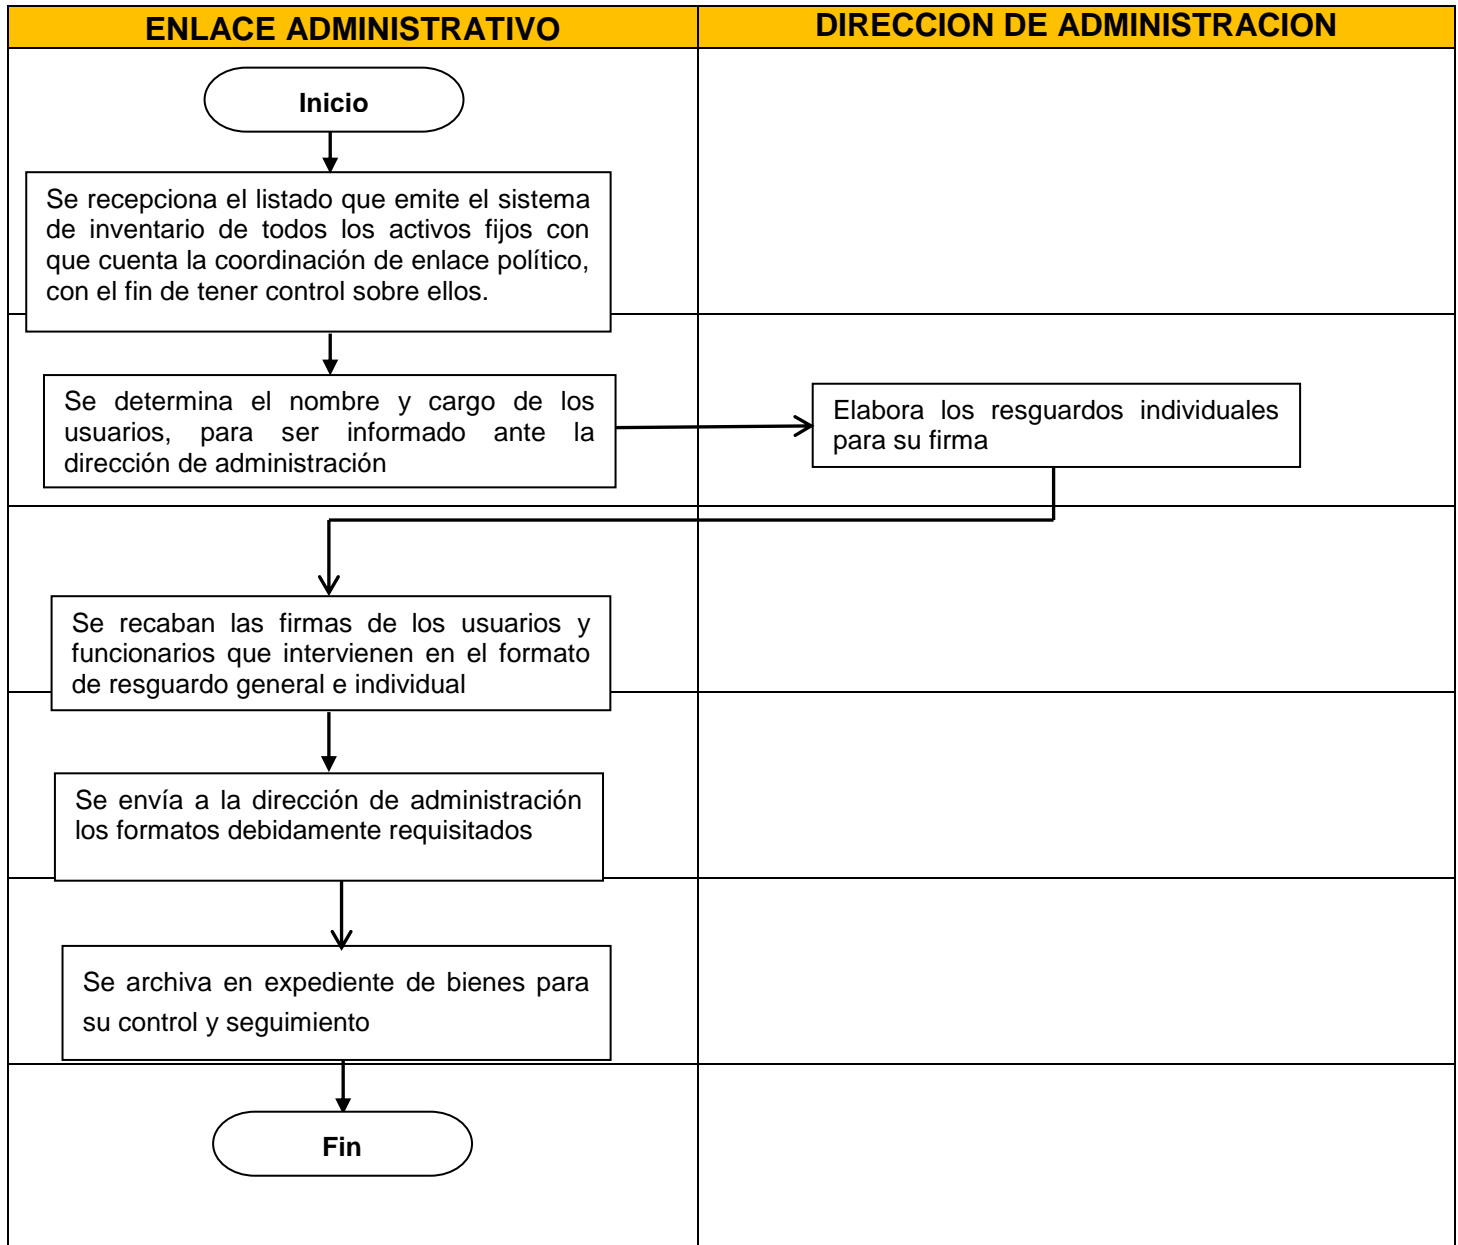 ENLACE ADMINISTRATIVO
DIRECCION DE ADMINISTRACION
Inicio
Se recepciona el listado que emite el sistema
de inventario de todos los activos fijos con
que cuenta la coordinación de enlace político,
con el fin de tener control sobre ellos.
Se determina el nombre y cargo de los
usuarios, para ser informado ante la
dirección de administración
Elabora los resguardos individuales
para su firma
Se recaban las firmas de los usuarios y
funcionarios que intervienen en el formato
de resguardo general e individual
Se envía a la dirección de administración
los formatos debidamente requisitados
Se archiva en expediente de bienes para
su control y seguimiento
Fin